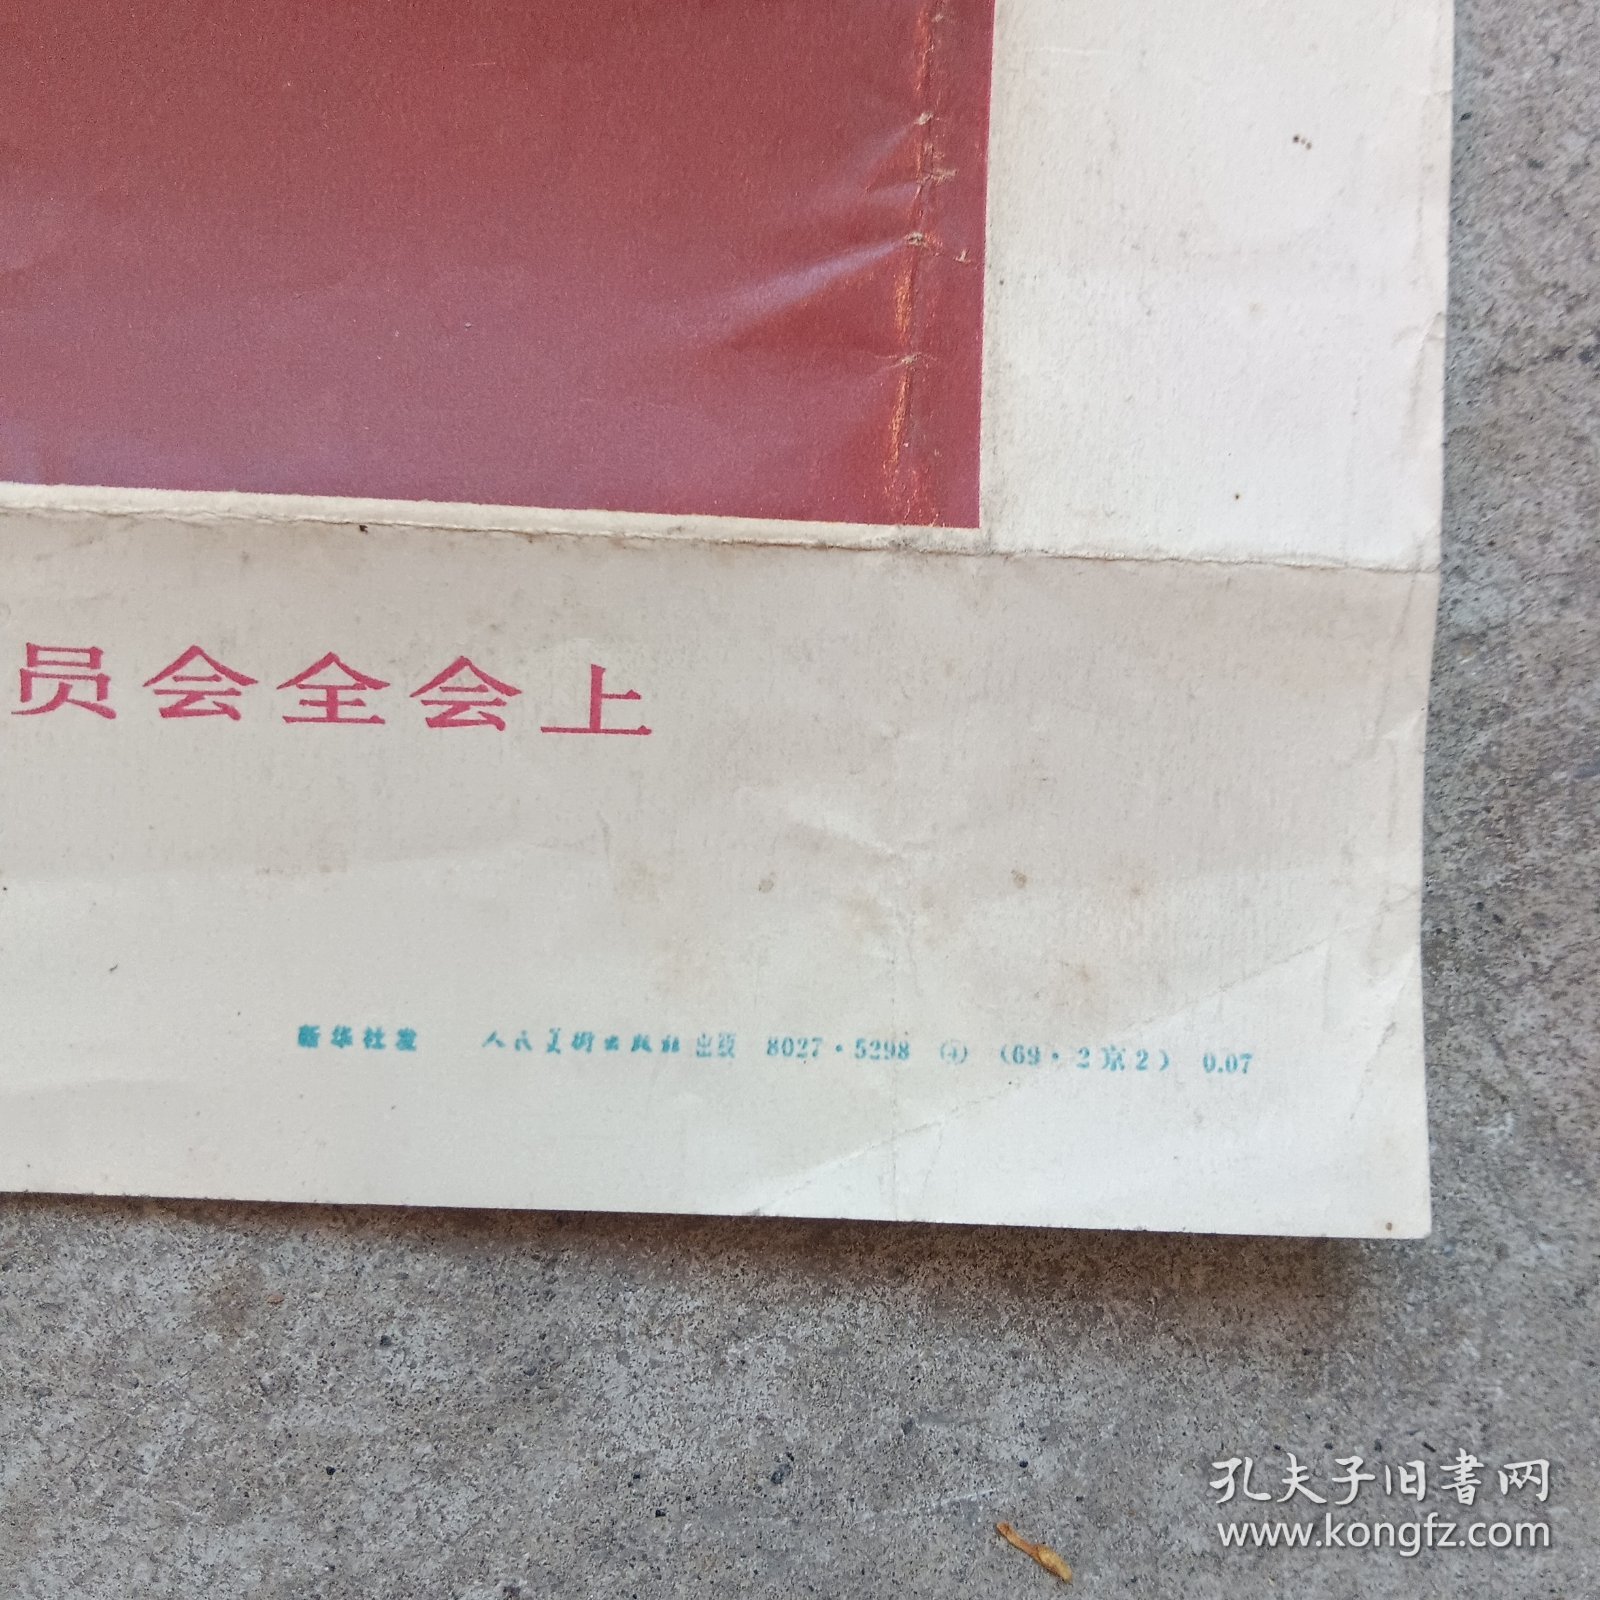 员会全会上
新华社发 人民美术出版社出版 8027·5298 (4) (69·2京2) 0.07
孔夫子旧書网
www.kongfz.com